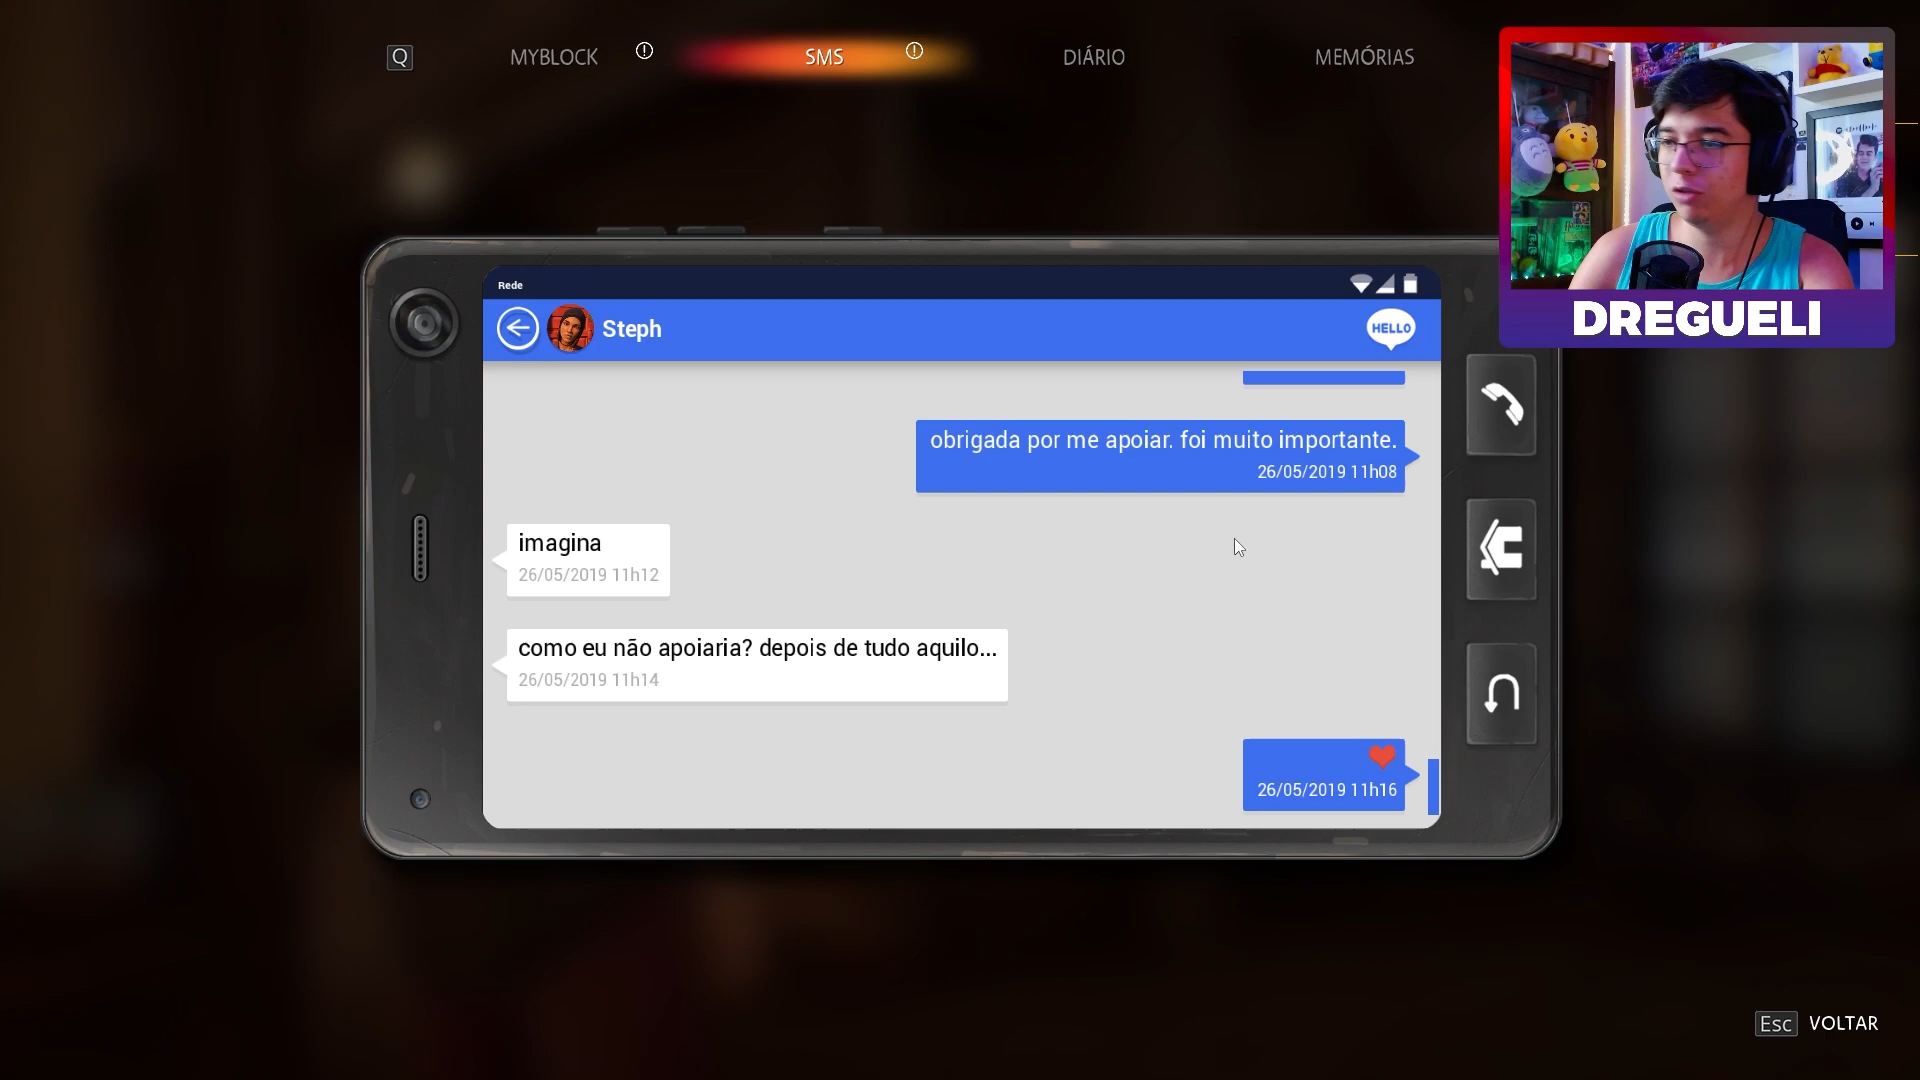 Q
MYBLOCK
SMS
DIÁRIO
MEMÓRIAS
DREGUELI
Rede
Steph
HELLO
obrigada por me apoiar. foi muito importante.
26/05/2019 11h08
imagina
26/05/2019 11h12
como eu não apoiaria? depois de tudo aquilo...
26/05/2019 11h14
26/05/2019 11h16
Esc VOLTAR